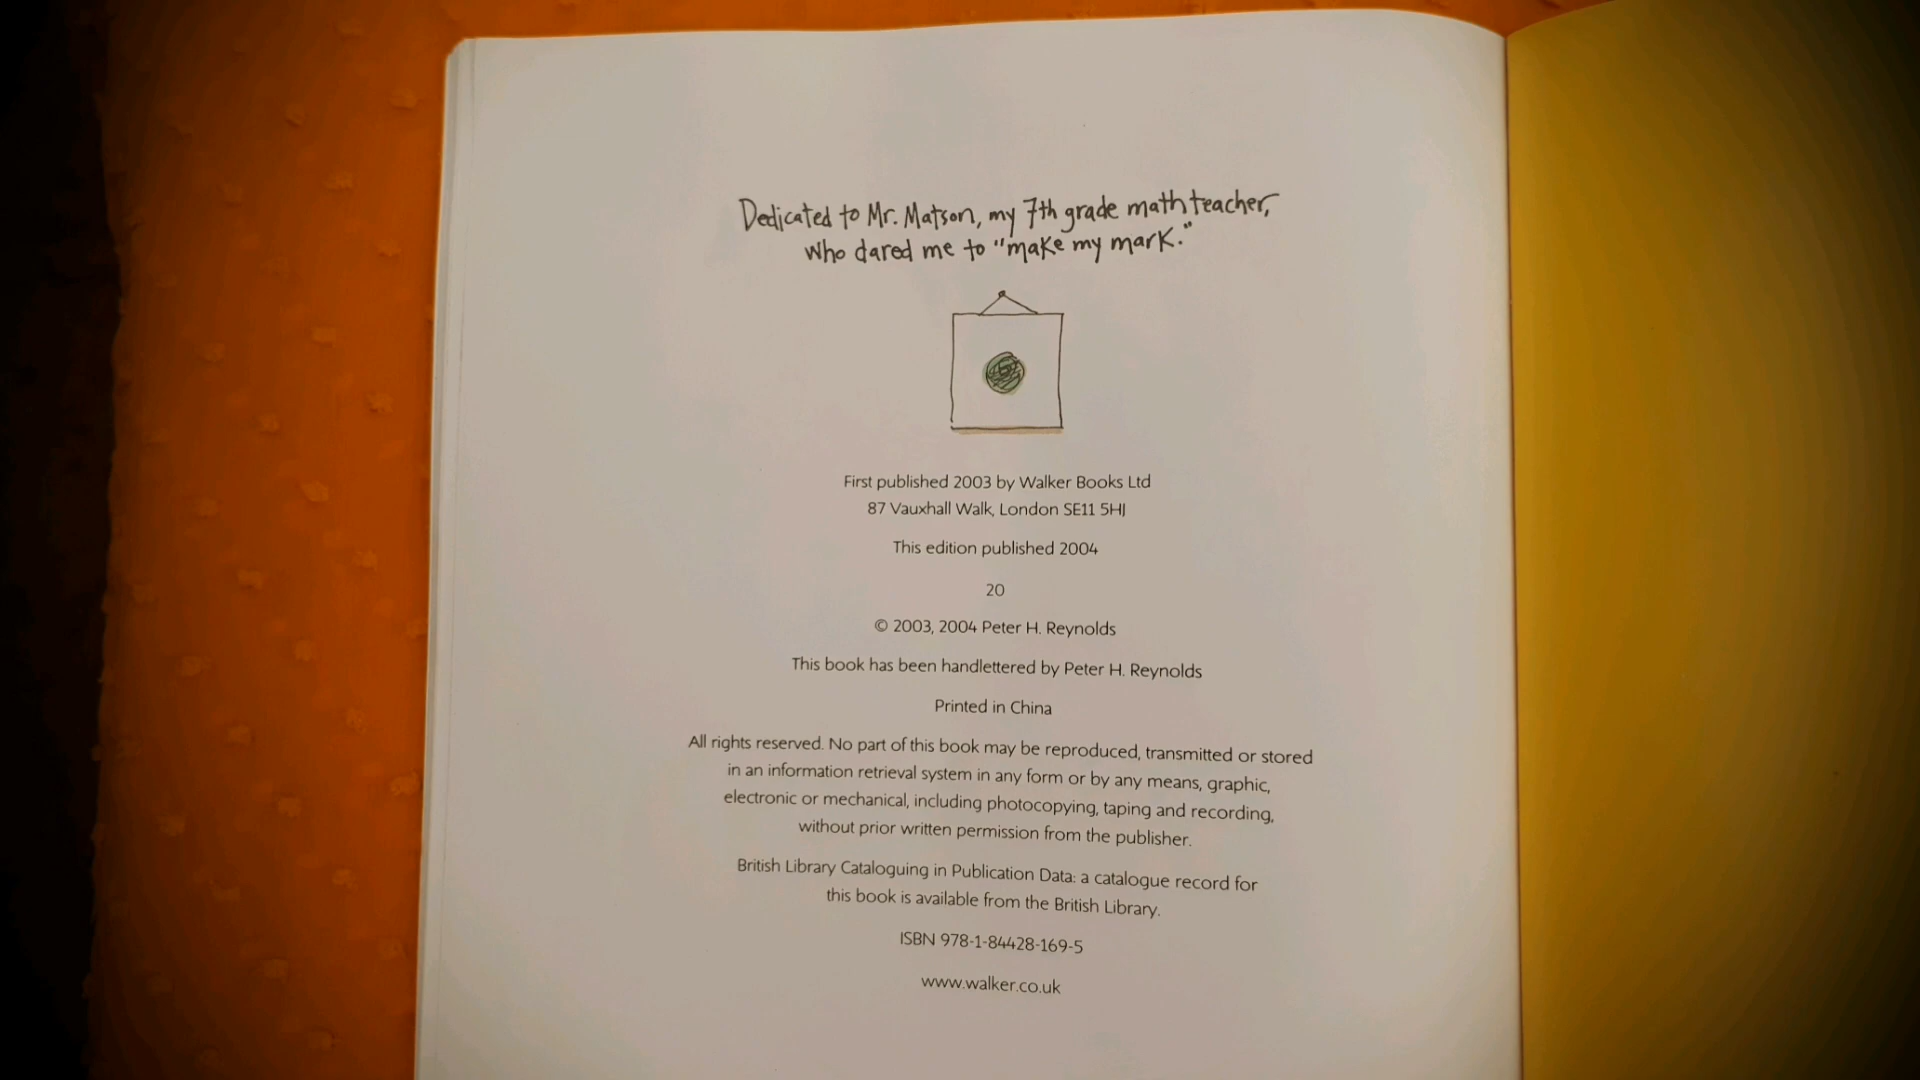 Dedicated to Mr. Matson, my 7th grade math teacher,
who dared me to "make my mark."
First published 2003 by Walker Books Ltd
87 Vauxhall Walk, London SE11 5HJ
This edition published 2004
20
© 2003, 2004 Peter H. Reynolds
This book has been handlettered by Peter H. Reynolds
Printed in China
All rights reserved. No part of this book may be reproduced, transmitted or stored
in an information retrieval system in any form or by any means, graphic,
electronic or mechanical, including photocopying, taping and recording,
without prior written permission from the publisher.
British Library Cataloguing in Publication Data: a catalogue record for
this book is available from the British Library.
ISBN 978-1-84428-169-5
www.walker.co.uk